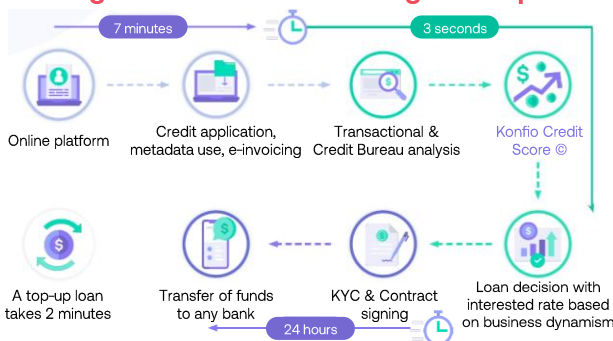 7 minutes
3 seconds
Online platform
Credit application,
metadata use, e-invoicing
Transactional &
Credit Bureau analysis
Konfio Credit
Score ©
A top-up loan
takes 2 minutes
Transfer of funds
to any bank
KYC & Contract
signing
Loan decision with
interested rate based
on business dynamism
24 hours